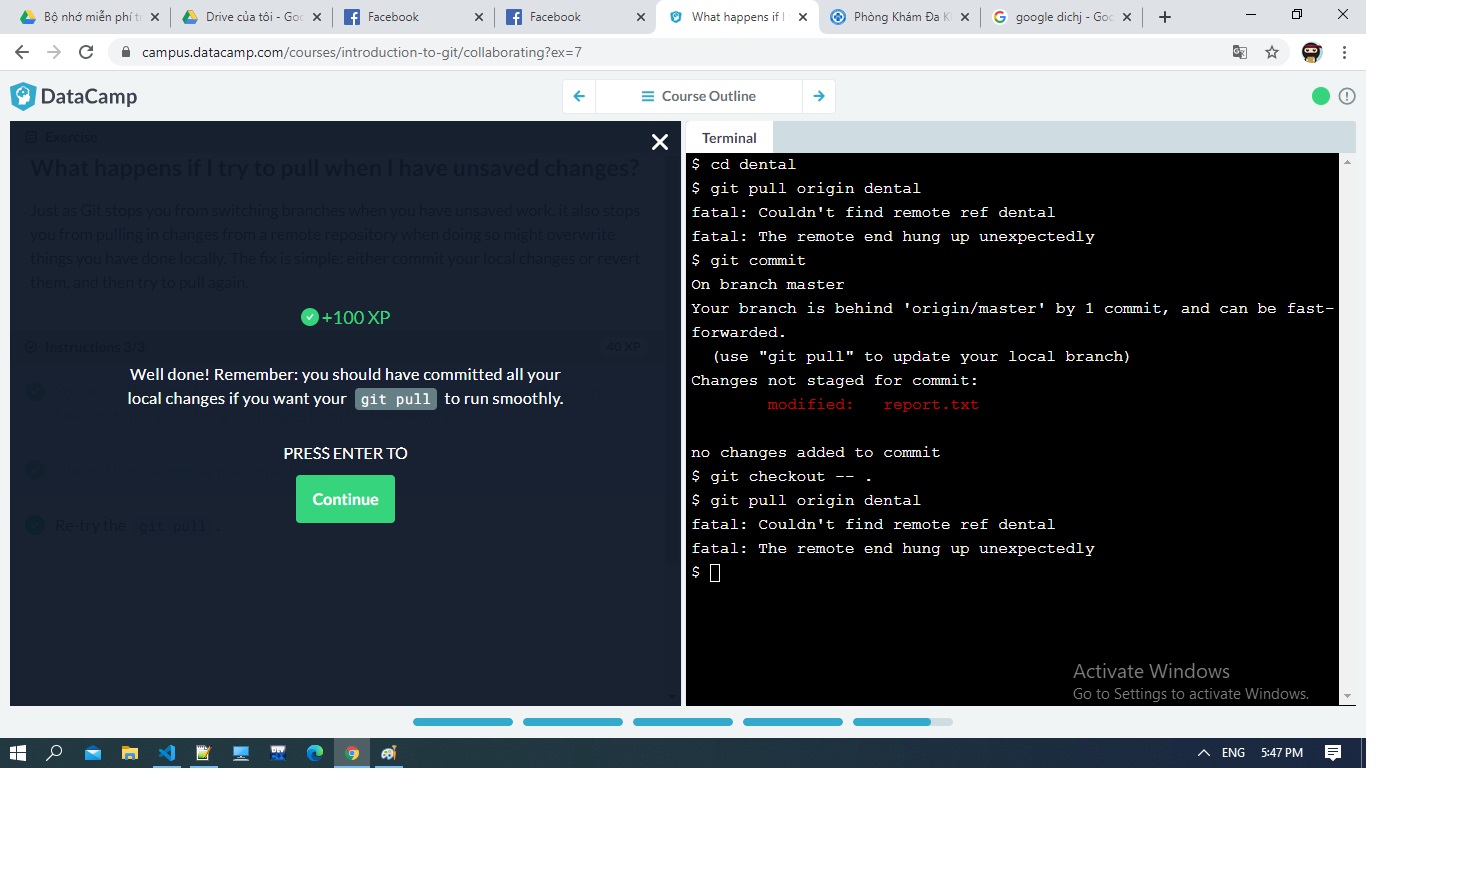 Bộ nhớ miễn phí t
Drive của tôi - Goo
Facebook
Facebook
What happens if I
Phòng Khám Đa K
google dichj - Goo
campus.datacamp.com/courses/introduction-to-git/collaborating?ex=7
DataCamp
Course Outline
Exercise
What happens if I try to pull when I have unsaved changes?
Just as Git stops you from switching branches when you have unsaved work, it also stops
you from pulling in changes from a remote repository when doing so might overwrite
things you have done locally. The fix is simple: either commit your local changes or revert
them, and then try to pull again.
+100 XP
Instructions 3/3
40 XP
Well done! Remember: you should have committed all your
local changes if you want your git pull to run smoothly.
PRESS ENTER TO
Continue
Re-try the git pull .
Terminal
$ cd dental
$ git pull origin dental
fatal: Couldn't find remote ref dental
fatal: The remote end hung up unexpectedly
$ git commit
On branch master
Your branch is behind 'origin/master' by 1 commit, and can be fast-
forwarded.
(use "git pull" to update your local branch)
Changes not staged for commit:
modified: report.txt
no changes added to commit
$ git checkout -- .
$ git pull origin dental
fatal: Couldn't find remote ref dental
fatal: The remote end hung up unexpectedly
$
Activate Windows
Go to Settings to activate Windows.
ENG
5:47 PM